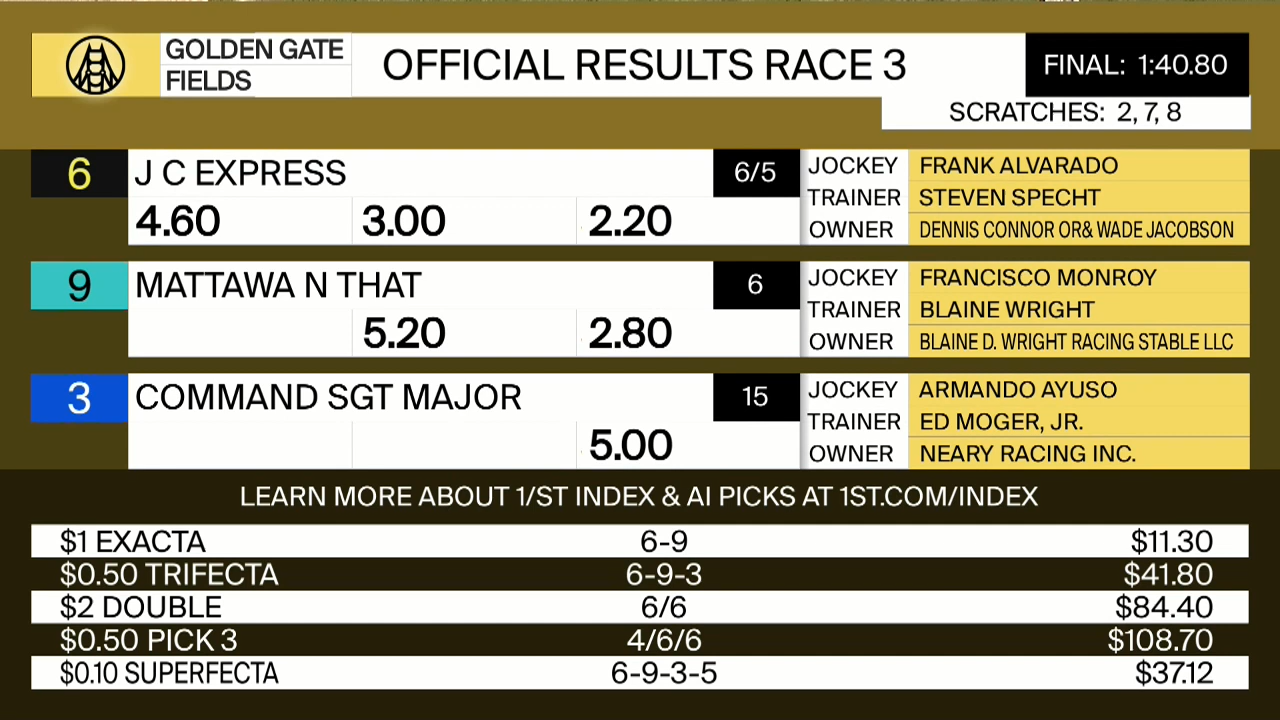 GOLDEN GATE
FIELDS
OFFICIAL RESULTS RACE 3
FINAL: 1:40.80
SCRATCHES: 2, 7, 8
6 J C EXPRESS 6/5
4.60 3.00 2.20
JOCKEY FRANK ALVARADO
TRAINER STEVEN SPECHT
OWNER DENNIS CONNOR OR& WADE JACOBSON
9 MATTAWA N THAT 6
5.20 2.80
JOCKEY FRANCISCO MONROY
TRAINER BLAINE WRIGHT
OWNER BLAINE D. WRIGHT RACING STABLE LLC
3 COMMAND SGT MAJOR 15
5.00
JOCKEY ARMANDO AYUSO
TRAINER ED MOGER, JR.
OWNER NEARY RACING INC.
LEARN MORE ABOUT 1/ST INDEX & AI PICKS AT 1ST.COM/INDEX
$1 EXACTA 6-9 $11.30
$0.50 TRIFECTA 6-9-3 $41.80
$2 DOUBLE 6/6 $84.40
$0.50 PICK 3 4/6/6 $108.70
$0.10 SUPERFECTA 6-9-3-5 $37.12